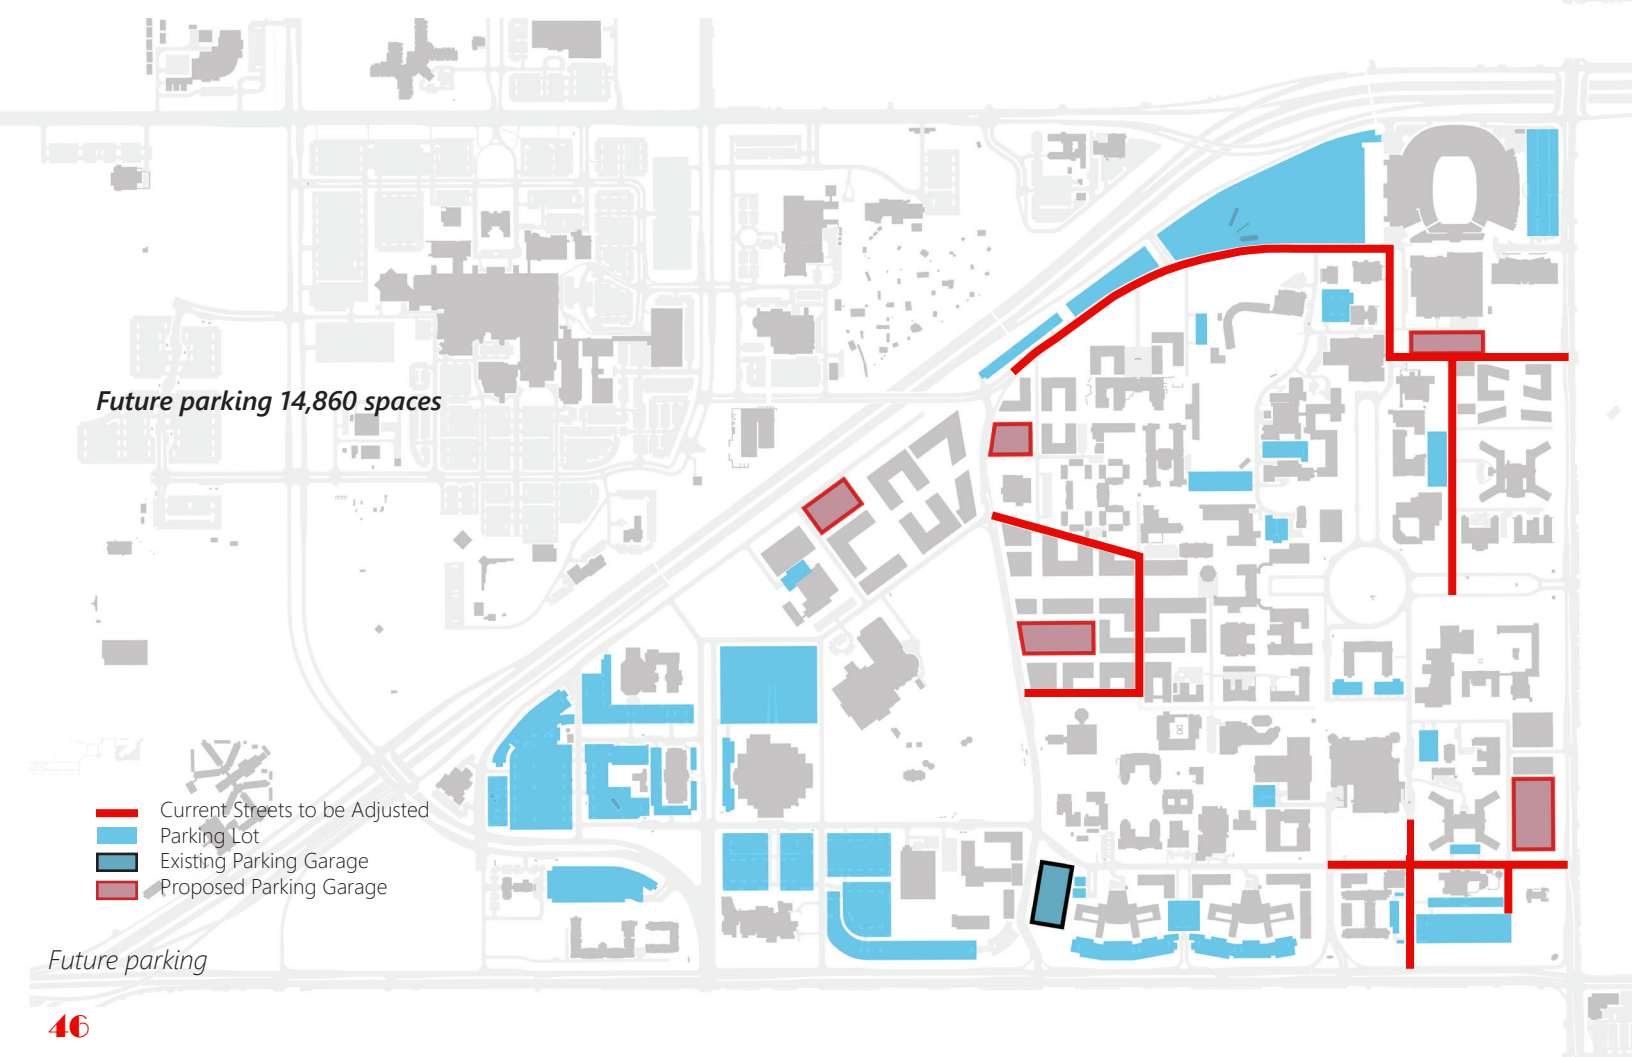 Future parking 14,860 spaces
Current Streets to be Adjusted
Parking Lot
Existing Parking Garage
Proposed Parking Garage
Future parking
46